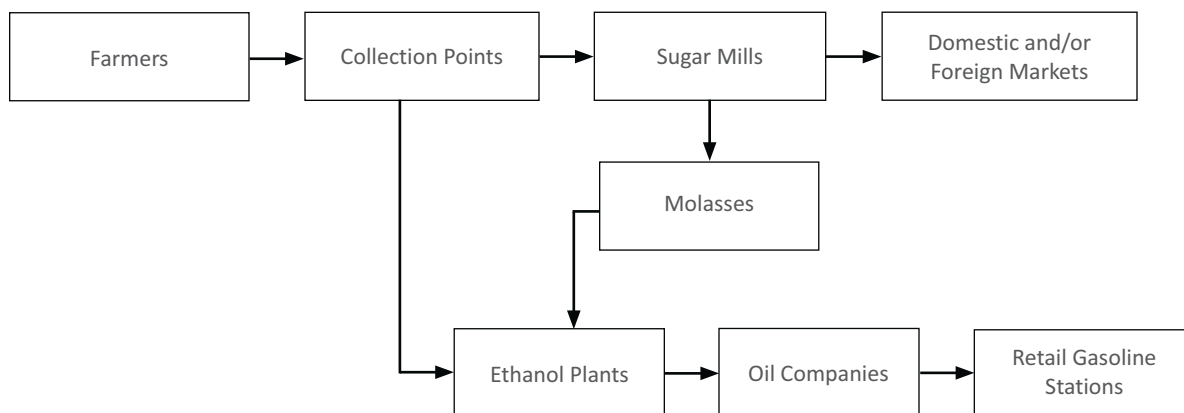 Farmers
Collection Points
Sugar Mills
Domestic and/or
Foreign Markets
Molasses
Ethanol Plants
Oil Companies
Retail Gasoline
Stations